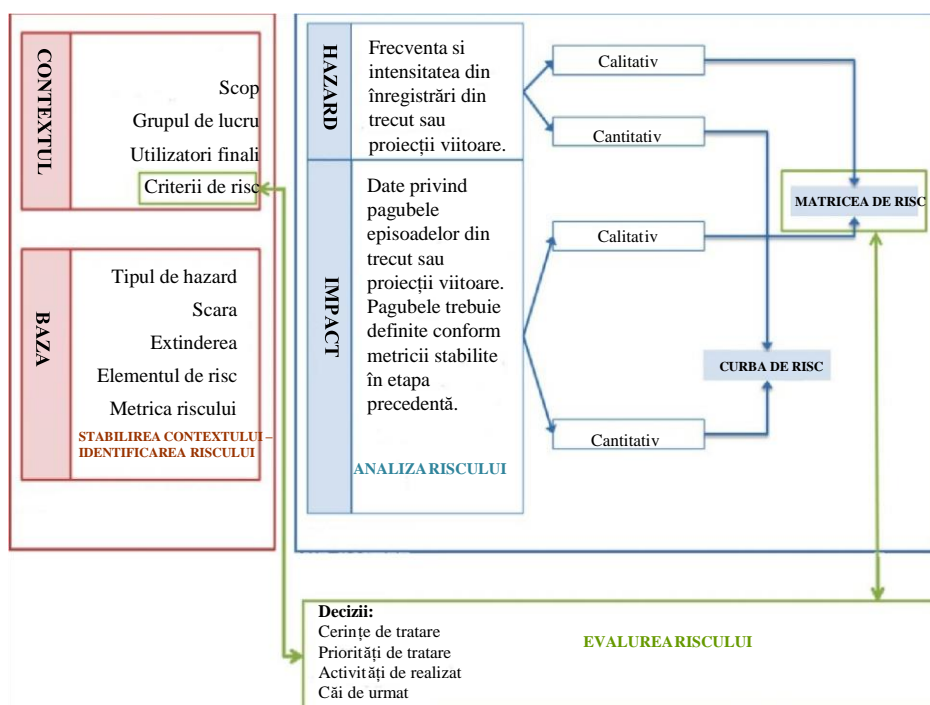 CONTEXTUL
Scop
Grupul de lucru
Utilizatori finali
Criterii de risc
BAZA
Tipul de hazard
Scara
Extinderea
Elementul de risc
Metrica riscului
STABILIREA CONTEXTULUI –
IDENTIFICAREA RISCULUI
HAZARD
Frecventa si
intensitatea din
înregistrări din
trecut sau
proiecții viitoare.
IMPACT
Date privind
pagubele
episoadelor din
trecut sau
proiecții viitoare.
Pagubele trebuie
definite conform
metricii stabilite
în etapa
precedentă.
ANALIZA RISCULUI
Calitativ
Cantitativ
Calitativ
Cantitativ
MATRICEA DE RISC
CURBA DE RISC
Decizii:
Cerințe de tratare
Priorități de tratare
Activități de realizat
Căi de urmat
EVALUREA RISCULUI